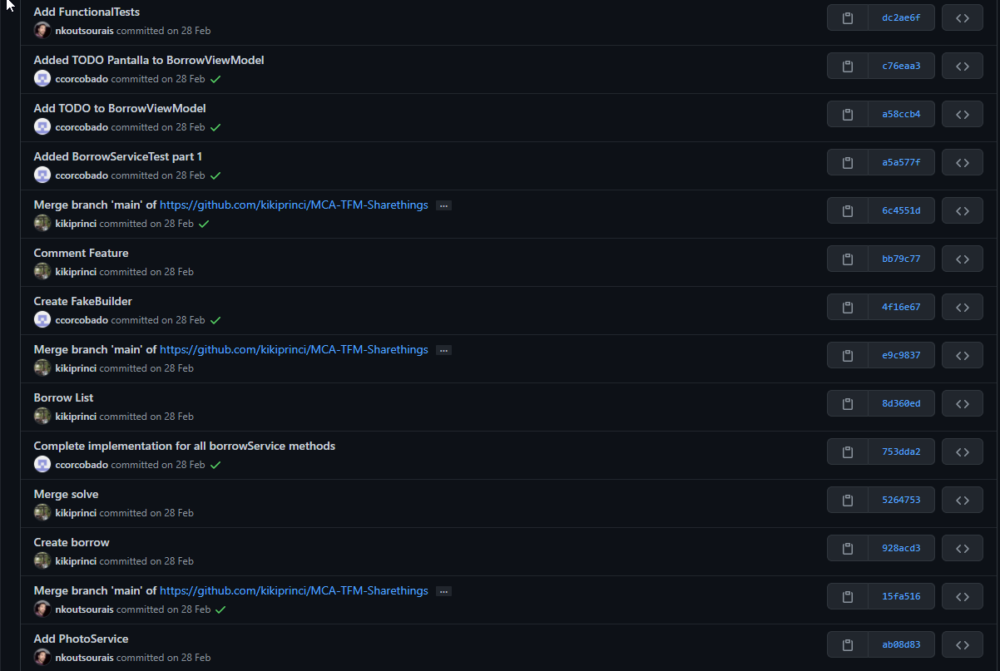 Add FunctionalTests
dc2ae6f
nkoutsourais committed on 28 Feb
Added TODO Pantalla to BorrowViewModel
c76eaa3
ccorcobado committed on 28 Feb
Add TODO to BorrowViewModel
a58ccb4
ccorcobado committed on 28 Feb
Added BorrowServiceTest part 1
a5a577f
ccorcobado committed on 28 Feb
Merge branch 'main' of https://github.com/kikiprinci/MCA-TFM-Sharethings ...
6c4551d
kikiprinci committed on 28 Feb
Comment Feature
bb79c77
kikiprinci committed on 28 Feb
Create FakeBuilder
4f16e67
ccorcobado committed on 28 Feb
Merge branch 'main' of https://github.com/kikiprinci/MCA-TFM-Sharethings ...
e9c9837
kikiprinci committed on 28 Feb
Borrow List
8d360ed
kikiprinci committed on 28 Feb
Complete implementation for all borrowService methods
753dda2
ccorcobado committed on 28 Feb
Merge solve
5264753
kikiprinci committed on 28 Feb
Create borrow
928acd3
kikiprinci committed on 28 Feb
Merge branch 'main' of https://github.com/kikiprinci/MCA-TFM-Sharethings ...
15fa516
nkoutsourais committed on 28 Feb
Add PhotoService
ab08d83
nkoutsourais committed on 28 Feb